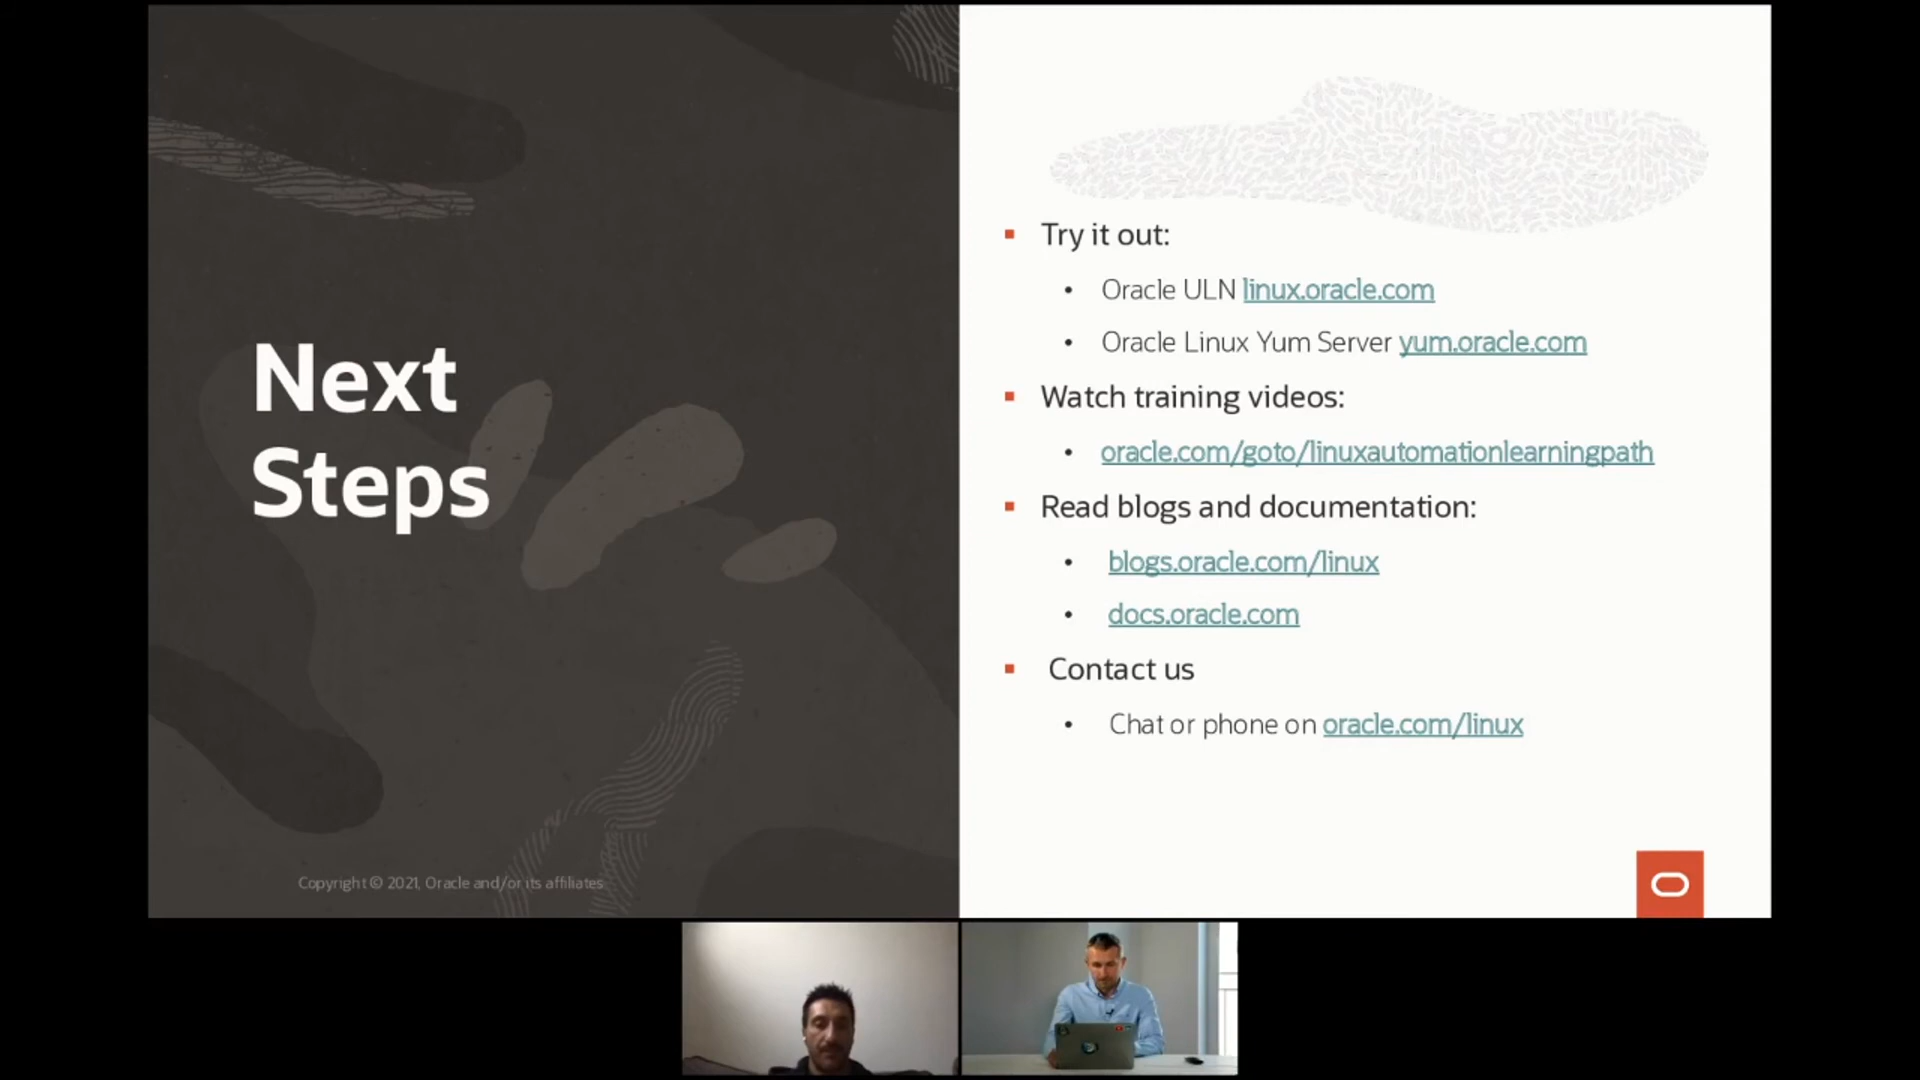 Next
Steps
Copyright © 2021, Oracle and/or its affiliates
Try it out:
Oracle ULN linux.oracle.com
Oracle Linux Yum Server yum.oracle.com
Watch training videos:
oracle.com/goto/linuxautomationlearningpath
Read blogs and documentation:
blogs.oracle.com/linux
docs.oracle.com
Contact us
Chat or phone on oracle.com/linux